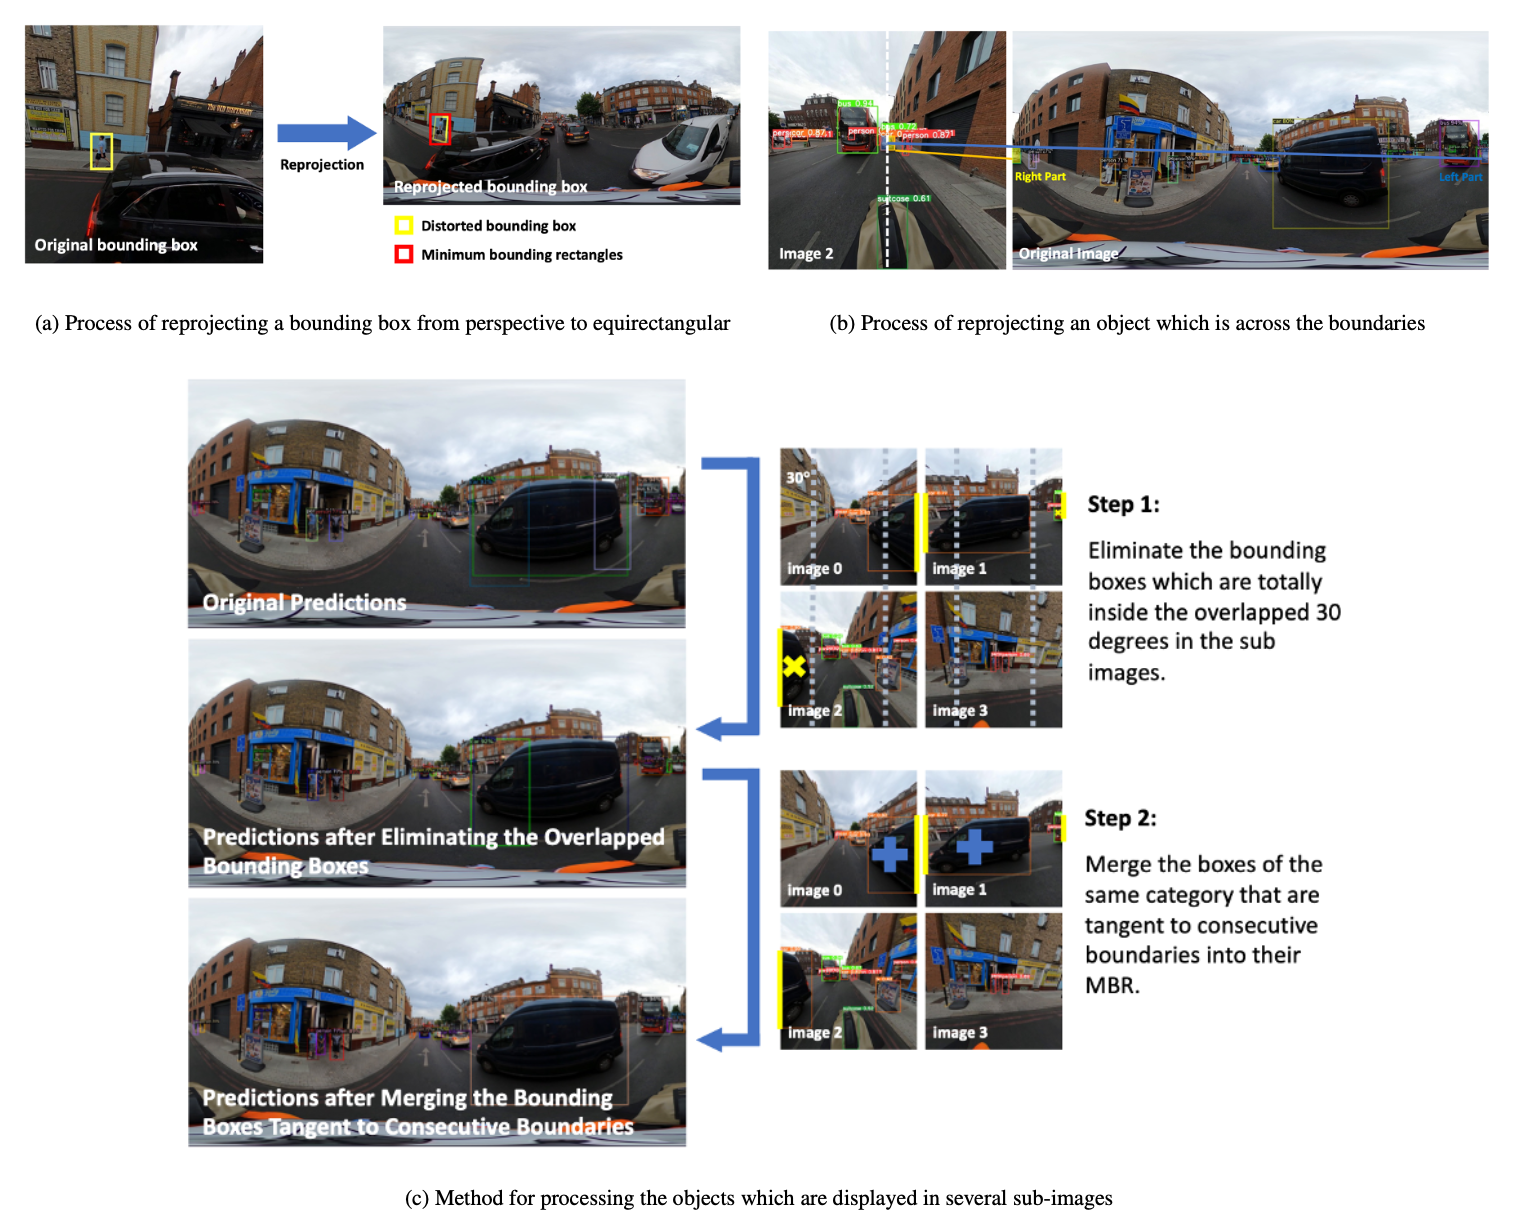 Original bounding box
Reprojection
Reprojected bounding box
Distorted bounding box
Minimum bounding rectangles
(a) Process of reprojecting a bounding box from perspective to equirectangular
bus 0.94
person
person 0.87
suitcase 0.61
Image 2
Right Part
Left Part
Original Image
(b) Process of reprojecting an object which is across the boundaries
Original Predictions
Predictions after Eliminating the Overlapped
Bounding Boxes
Predictions after Merging the Bounding
Boxes Tangent to Consecutive Boundaries
30°
image 0
image 1
image 2
image 3
Step 1:
Eliminate the bounding
boxes which are totally
inside the overlapped 30
degrees in the sub
images.
image 0
image 1
image 2
image 3
Step 2:
Merge the boxes of the
same category that are
tangent to consecutive
boundaries into their
MBR.
(c) Method for processing the objects which are displayed in several sub-images